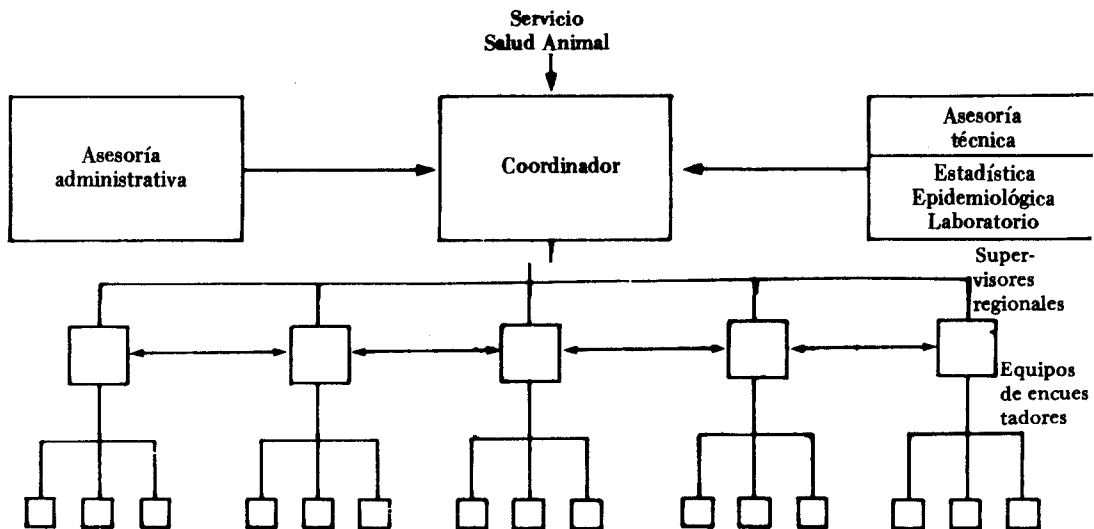 Servicio
Salud Animal
Asesoría
administrativa
Coordinador
Asesoría
técnica
Estadística
Epidemiológica
Laboratorio
Super-
visores
regionales
Equipos
de encues
tadores